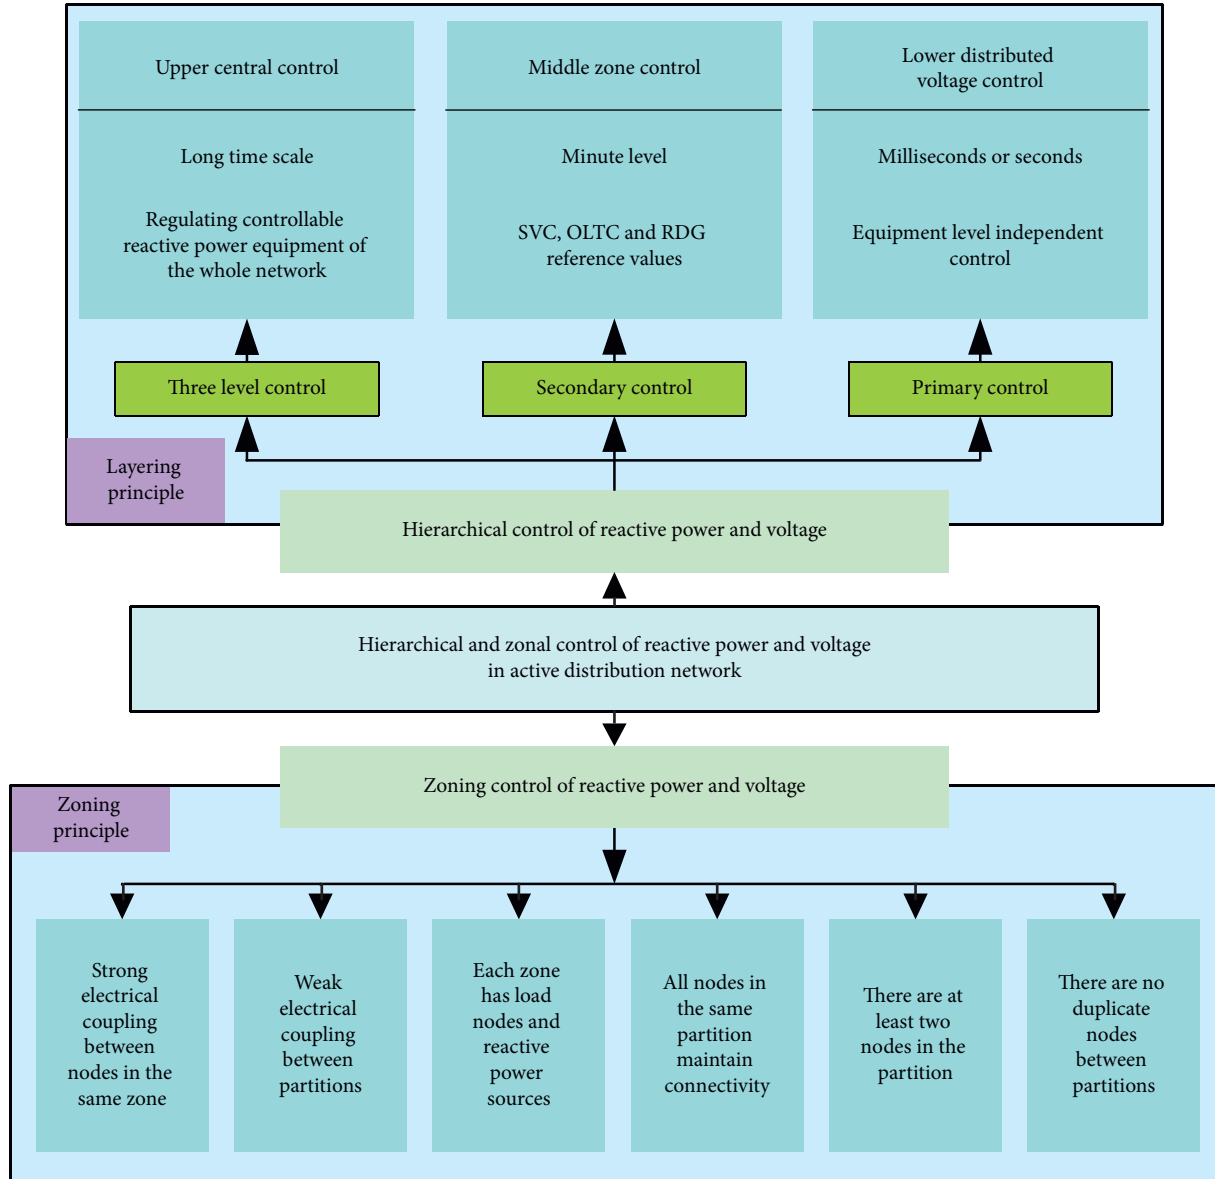 Upper central control
Middle zone control
Lower distributed
voltage control
Long time scale
Minute level
Milliseconds or seconds
Regulating controllable
reactive power equipment of
the whole network
SVC, OLTC and RDG
reference values
Equipment level independent
control
Three level control
Secondary control
Primary control
Layering
principle
Hierarchical control of reactive power and voltage
Hierarchical and zonal control of reactive power and voltage
in active distribution network
Zoning control of reactive power and voltage
Zoning
principle
Strong
electrical
coupling
between
nodes in the
same zone
Weak
electrical
coupling
between
partitions
Each zone
has load
nodes and
reactive
power
sources
All nodes in
the same
partition
maintain
connectivity
There are at
least two
nodes in the
partition
There are no
duplicate
nodes
between
partitions